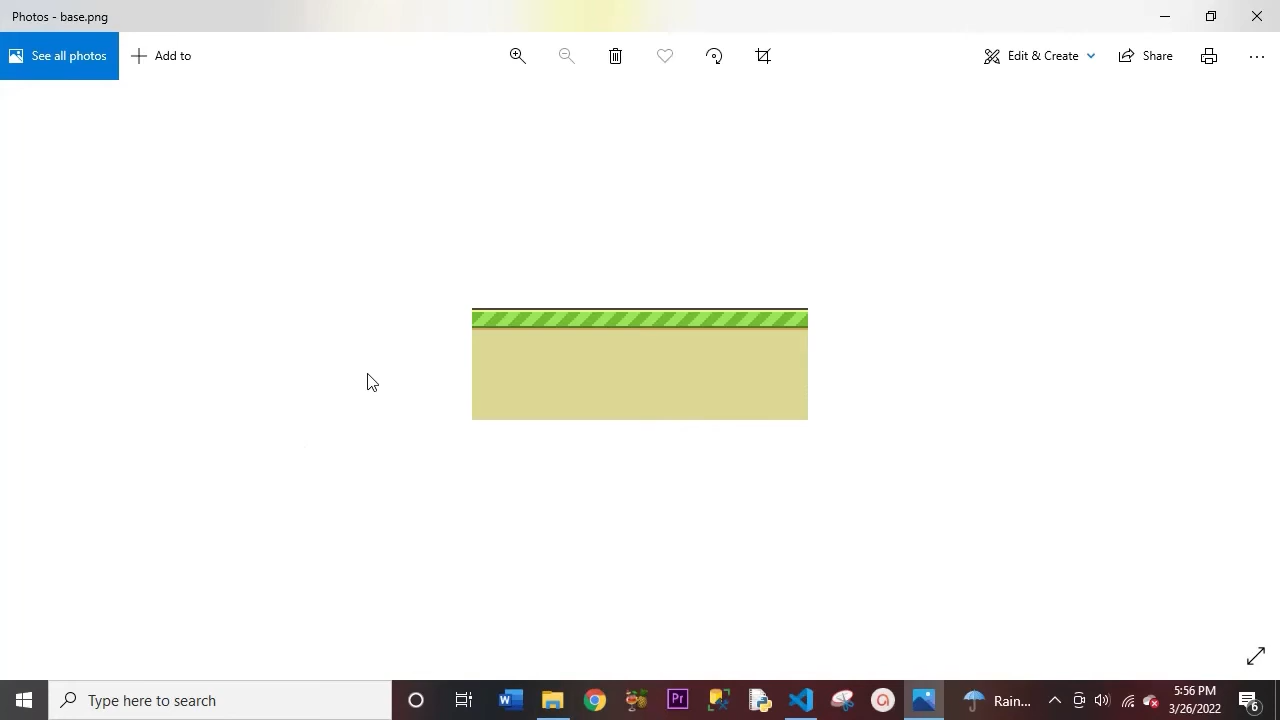 Photos - base.png
See all photos
Add to
Edit & Create
Share
Type here to search
W
Pr
Rain...
5:56 PM
3/26/2022
6